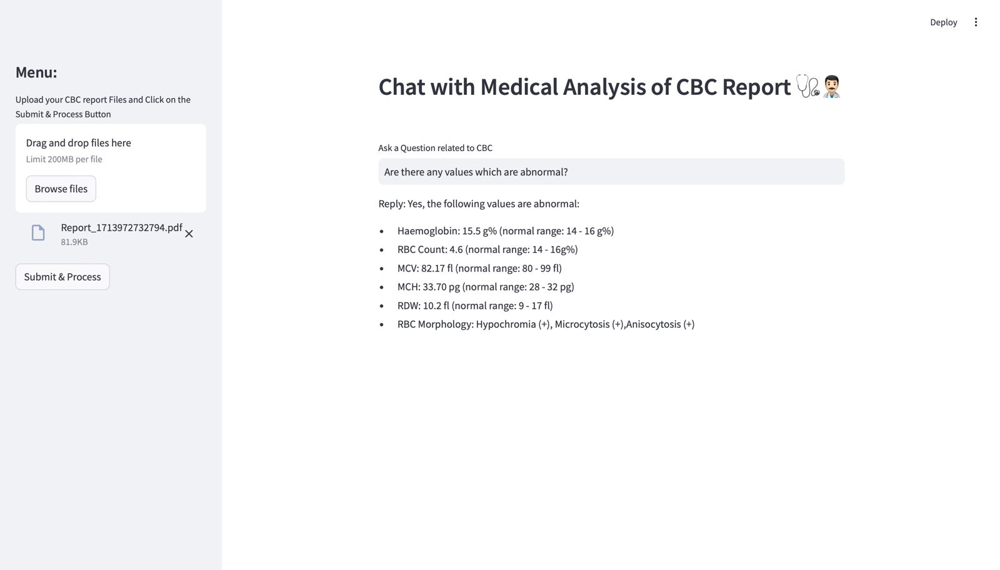 Deploy
Menu:
Upload your CBC report Files and Click on the
Submit & Process Button
Drag and drop files here
Limit 200MB per file
Browse files
Report_1713972732794.pdf
81.9KB
Submit & Process
Chat with Medical Analysis of CBC Report
Ask a Question related to CBC
Are there any values which are abnormal?
Reply: Yes, the following values are abnormal:
• Haemoglobin: 15.5 g% (normal range: 14 - 16 g%)
• RBC Count: 4.6 (normal range: 14 - 16g%)
• MCV: 82.17 fl (normal range: 80 - 99 fl)
• MCH: 33.70 pg (normal range: 28 - 32 pg)
• RDW: 10.2 fl (normal range: 9 - 17 fl)
• RBC Morphology: Hypochromia (+), Microcytosis (+),Anisocytosis (+)